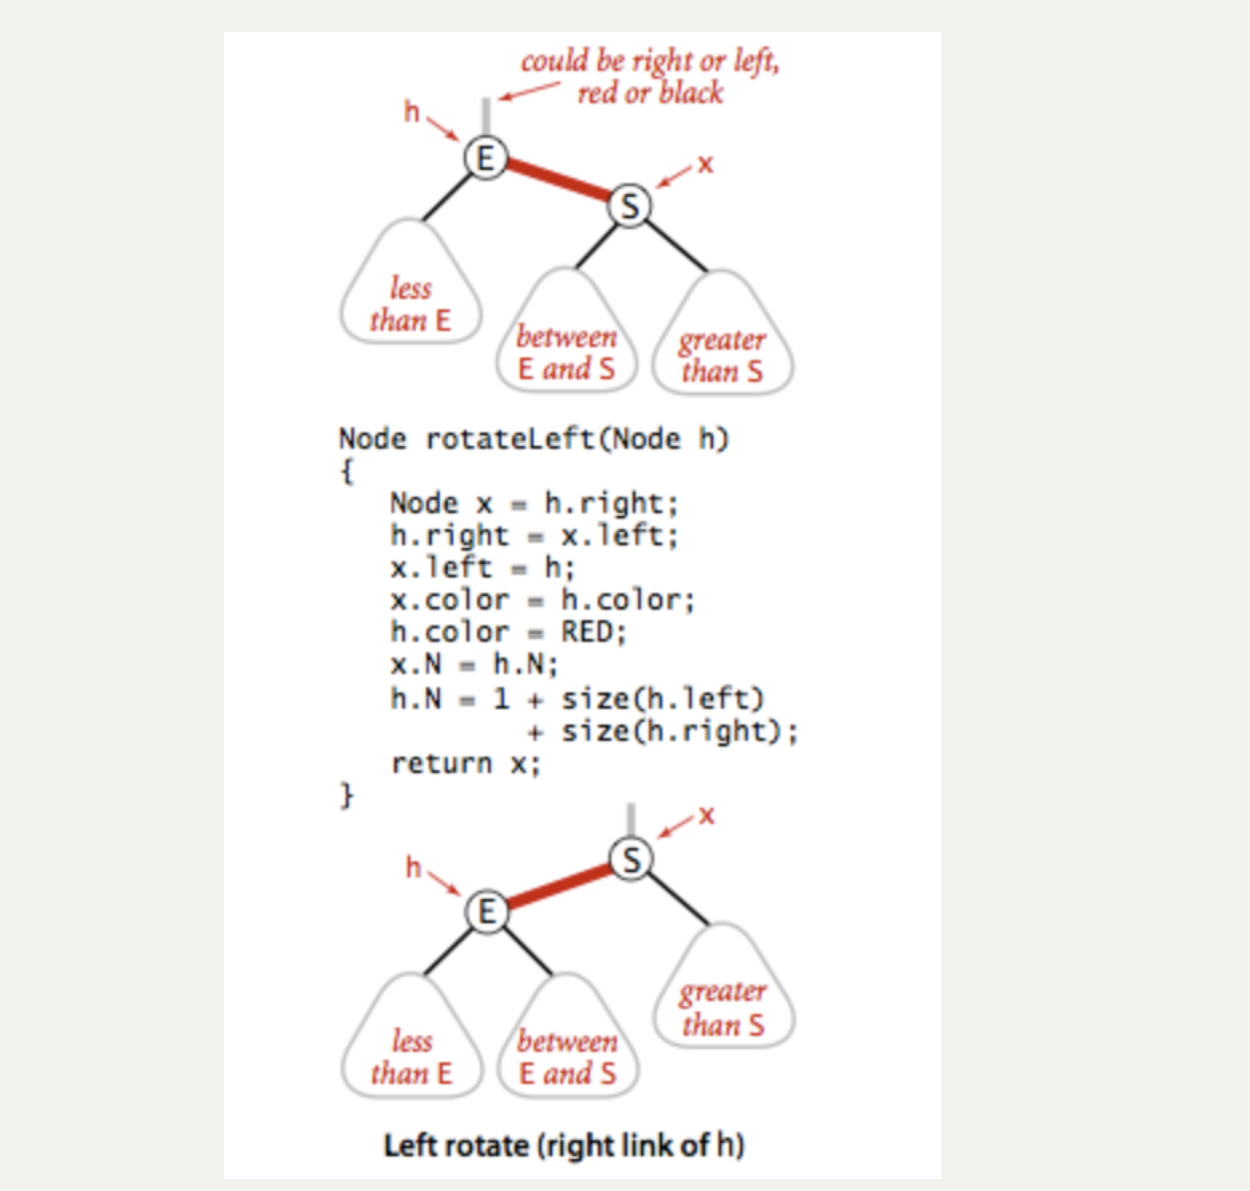 could be right or left,
red or black
h
E
x
S
less
than E
between
E and S
greater
than S
Node rotateLeft(Node h)
{
Node x = h.right;
h.right = x.left;
x.left = h;
x.color = h.color;
h.color = RED;
x.N = h.N;
h.N = 1 + size(h.left)
+ size(h.right);
return x;
}
x
S
h
E
greater
than S
less
than E
between
E and S
Left rotate (right link of h)